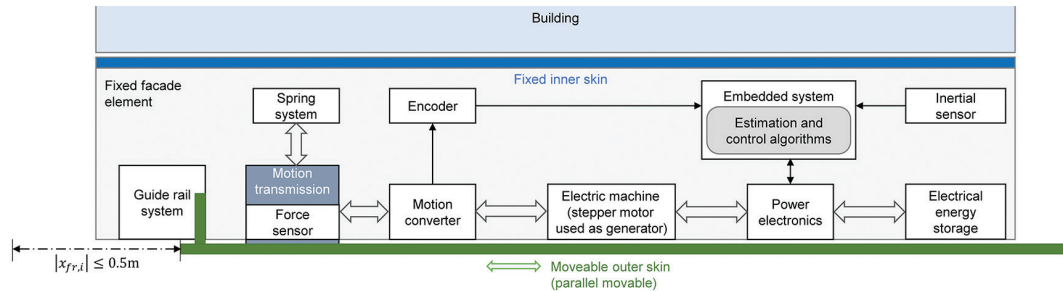 Building
Fixed facade
element
Fixed inner skin
Spring
system
Encoder
Embedded system
Estimation and
control algorithms
Inertial
sensor
Guide rail
system
Motion
transmission
Force
sensor
Motion
converter
Electric machine
(stepper motor
used as generator)
Power
electronics
Electrical
energy
storage
|x_{fr,i}| ≤ 0.5m
Moveable outer skin
(parallel movable)